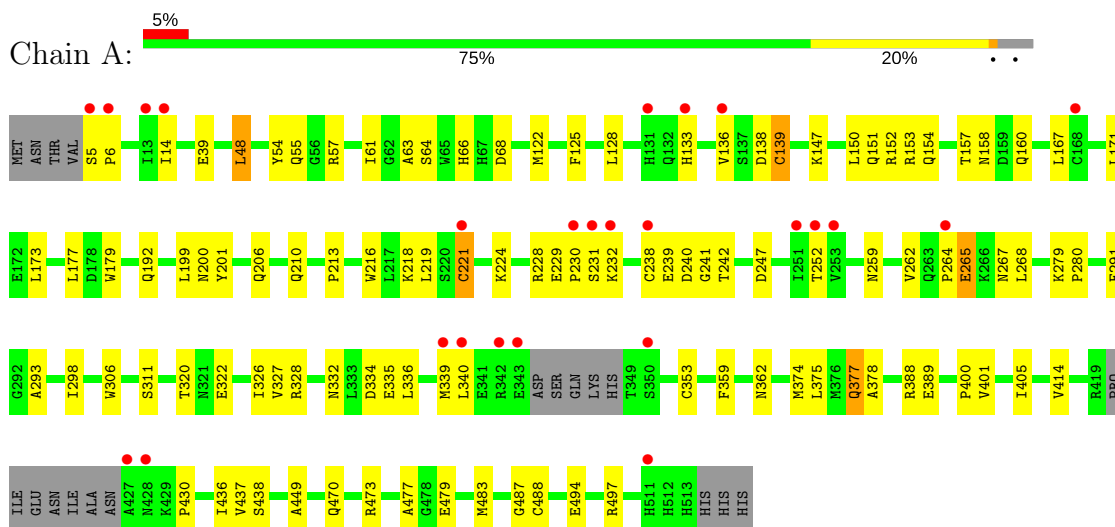 5%
Chain A:
75% 20% • •
MET ASN THR VAL S5 P6 I13 I14 E39 L48 Y54 Q55 G56 R57 I61 G62 A63 S64 W65 H66 H67 D68 M122 F125 L128 H131 Q132 H133 V136 S137 D138 C139 K147 L150 Q151 R152 R153 Q154 T157 N158 D159 Q160 L167 C168 L171
E172 L173 L177 D178 W179 Q192 L199 N200 Y201 Q206 Q210 P213 W216 L217 K218 L219 S220 C221 K224 R228 E229 P230 S231 K232 C238 E239 D240 G241 T242 D247 I251 T252 V253 N259 V262 Q263 P264 E265 K266 N267 L268 K279 P280
G292 A293 I298 W306 S311 T320 N321 E322 I326 V327 R328 N332 L333 D334 E335 L336 M339 L340 E341 R342 E343 ASP SER GLN LYS HIS T349 S350 C353 F359 N362 M374 L375 M376 Q377 A378 R388 E389 P400 V401 I405 V414 R419
ILE GLU ASN ILE ALA ASN A427 N428 K429 P430 I436 V437 S438 A449 Q470 R473 A477 G478 E479 M483 G487 C488 E494 R497 H511 H512 H513 HIS HIS HIS